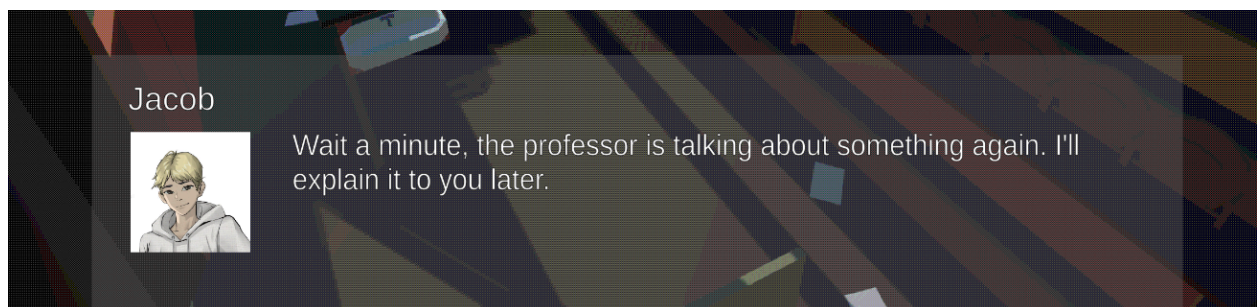 Jacob
Wait a minute, the professor is talking about something again. I'll
explain it to you later.